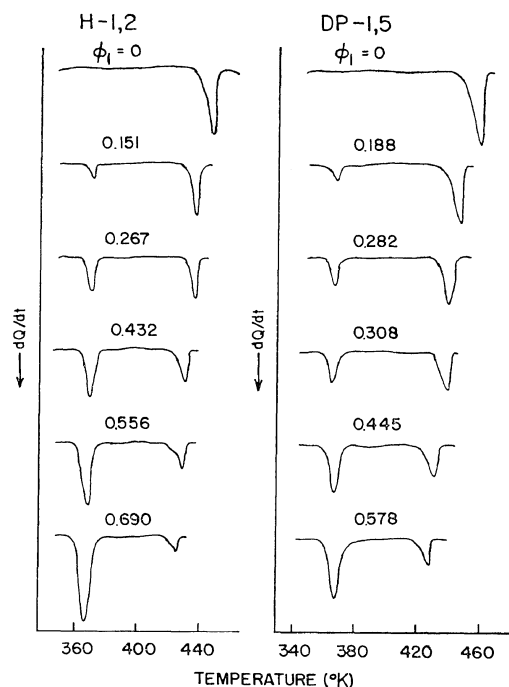 H-1,2
ϕ₁ = 0
0.151
0.267
0.432
0.556
0.690
dQ/dt
360 400 440
DP-1,5
ϕ₁ = 0
0.188
0.282
0.308
0.445
0.578
dQ/dt
340 380 420 460
TEMPERATURE (°K)